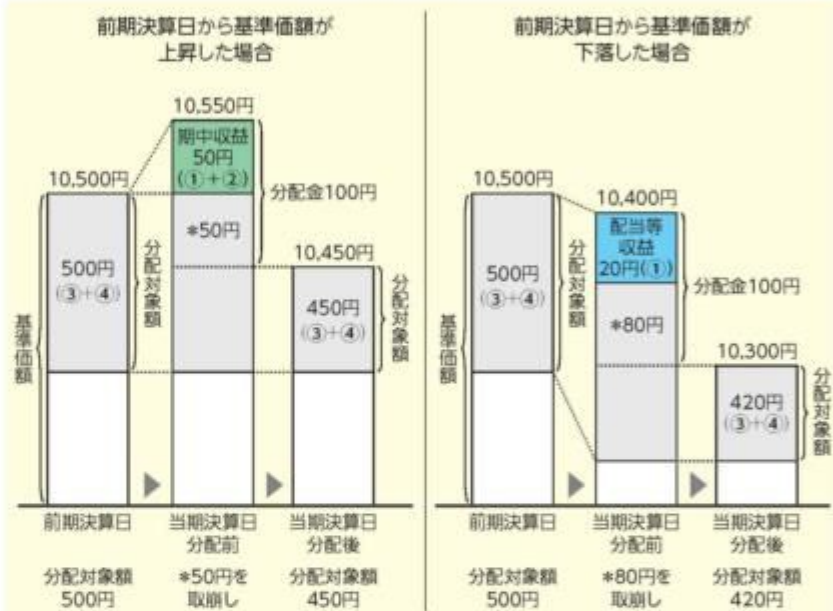 前期決算日から基準価額が
上昇した場合
10,550円
期中収益
50円
(①+②)
10,500円
分配金100円
*50円
10,450円
500円
(③+④)
分配対象額
450円
(③+④)
分配対象額
基準価額
前期決算日
当期決算日
分配前
当期決算日
分配後
分配対象額
500円
*50円を
取崩し
分配対象額
450円
前期決算日から基準価額が
下落した場合
10,500円
10,400円
配当等
収益
20円(①)
分配金100円
500円
(③+④)
分配対象額
*80円
10,300円
420円
(③+④)
分配対象額
基準価額
前期決算日
当期決算日
分配前
当期決算日
分配後
分配対象額
500円
*80円を
取崩し
分配対象額
420円